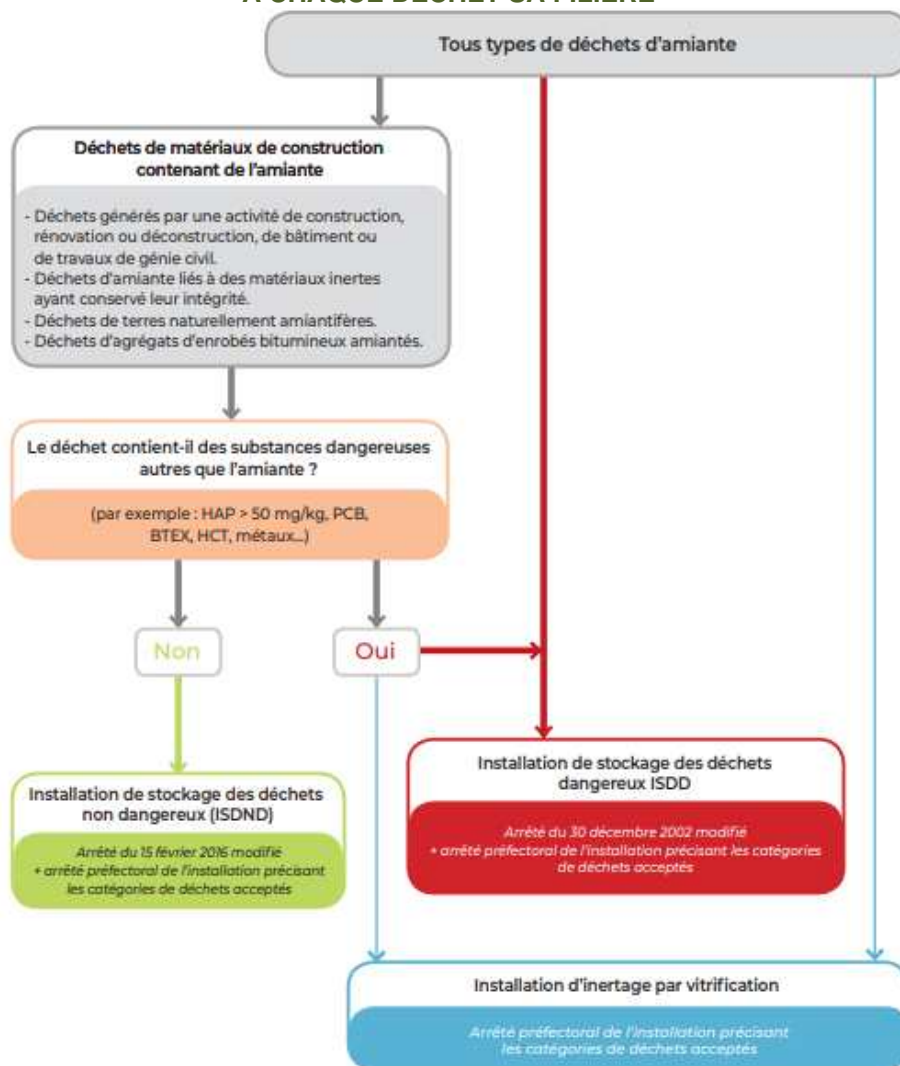 À CHAQUE DÉCHET SA FILIÈRE
Tous types de déchets d'amiante
Déchets de matériaux de construction
contenant de l'amiante
- Déchets générés par une activité de construction,
rénovation ou déconstruction, de bâtiment ou
de travaux de génie civil.
- Déchets d'amiante liés à des matériaux inertes
ayant conservé leur intégrité.
- Déchets de terres naturellement amiantifères.
- Déchets d'agrégats d'enrobés bitumineux amiantés.
Le déchet contient-il des substances dangereuses
autres que l'amiante ?
(par exemple : HAP > 50 mg/kg, PCB,
BTEX, HCT, métaux...)
Non
Oui
Installation de stockage des déchets
dangereux ISDD
Arrêté du 30 décembre 2002 modifié
+ arrêté préfectoral de l'installation précisant les catégories
de déchets acceptés
Installation de stockage des déchets
non dangereux (ISDND)
Arrêté du 15 février 2016 modifié
+ arrêté préfectoral de l'installation précisant
les catégories de déchets acceptés
Installation d'inertage par vitrification
Arrêté préfectoral de l'installation précisant
les catégories de déchets acceptés